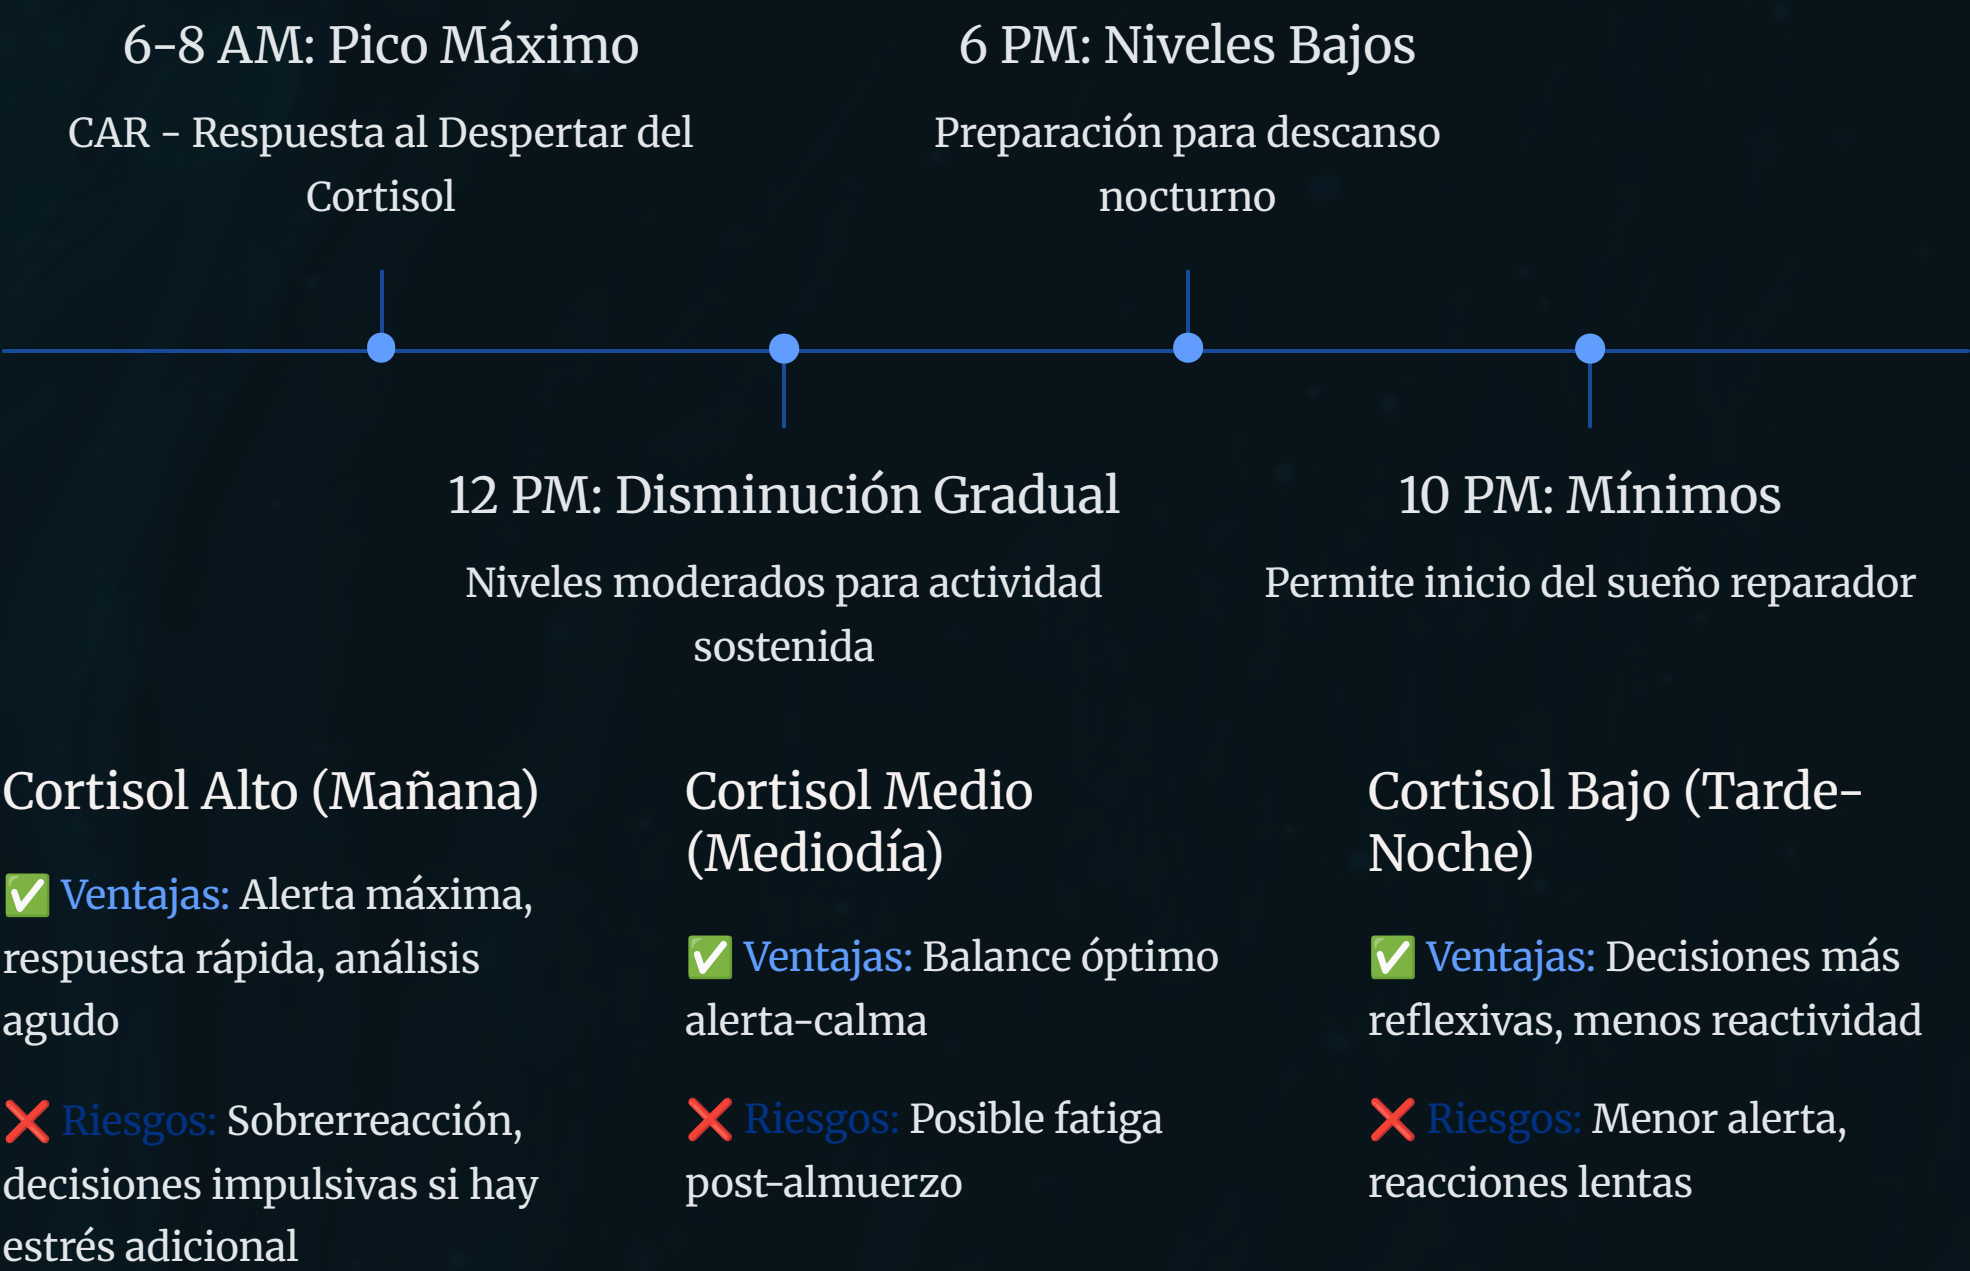 6-8 AM: Pico Máximo
CAR - Respuesta al Despertar del
Cortisol
6 PM: Niveles Bajos
Preparación para descanso
nocturno
12 PM: Disminución Gradual
Niveles moderados para actividad
sostenida
10 PM: Mínimos
Permite inicio del sueño reparador
Cortisol Alto (Mañana)
✅ Ventajas: Alerta máxima,
respuesta rápida, análisis
agudo
❌ Riesgos: Sobrerreacción,
decisiones impulsivas si hay
estrés adicional
Cortisol Medio
(Mediodía)
✅ Ventajas: Balance óptimo
alerta-calma
❌ Riesgos: Posible fatiga
post-almuerzo
Cortisol Bajo (Tarde-
Noche)
✅ Ventajas: Decisiones más
reflexivas, menos reactividad
❌ Riesgos: Menor alerta,
reacciones lentas